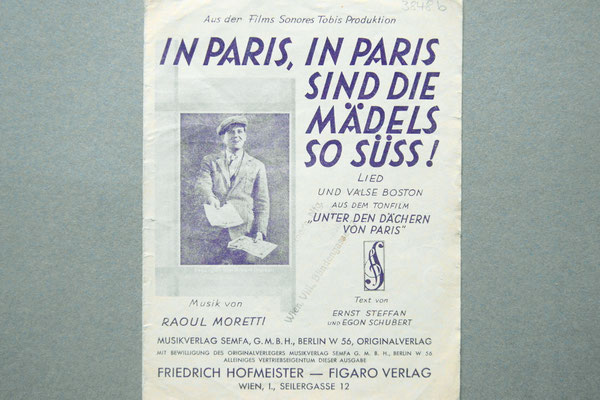 38486
Aus der Films Sonores Tobis Produktion
IN PARIS, IN PARIS
SIND DIE
MÄDELS
SO SÜSS!
LIED
UND VALSE BOSTON
AUS DEM TONFILM
„UNTER DEN DÄCHERN
VON PARIS"
Musik von
RAOUL MORETTI
Text von
ERNST STEFFAN
UND EGON SCHUBERT
MUSIKVERLAG SEMFA, G. M. B. H., BERLIN W 56, ORIGINALVERLAG
MIT BEWILLIGUNG DES ORIGINALVERLEGERS MUSIKVERLAG SEMFA G. M. B. H., BERLIN W 56
ALLEINIGES VERTRIEBSEIGENTUM DIESER AUSGABE
FRIEDRICH HOFMEISTER — FIGARO VERLAG
WIEN, I., SEILERGASSE 12
Wien VIII.